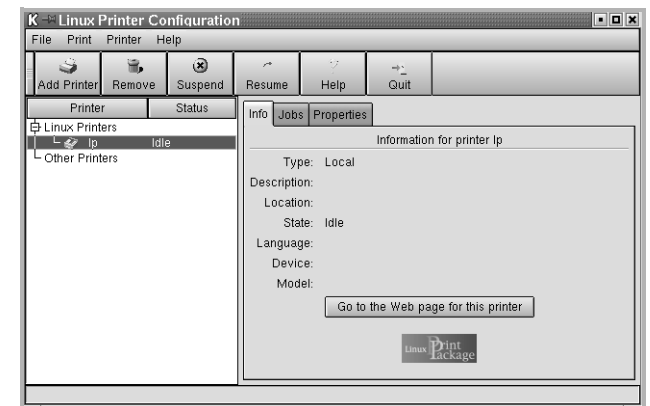 K Linux Printer Configuration
File Print Printer Help
Add Printer Remove Suspend Resume Help Quit
Printer Status
Info Jobs Properties
Linux Printers
lp Idle
Other Printers
Information for printer lp
Type: Local
Description:
Location:
State: Idle
Language:
Device:
Model:
Go to the Web page for this printer
Linux Print
Package